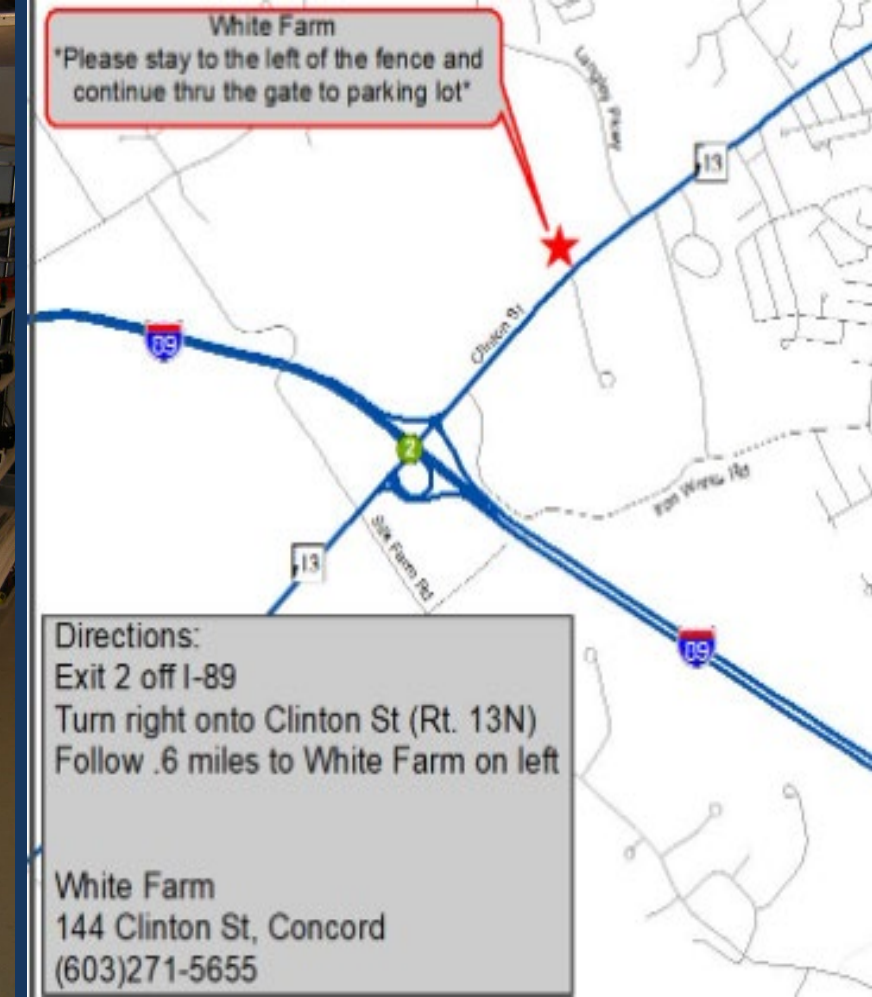 White Farm
*Please stay to the left of the fence and
continue thru the gate to parking lot*
Langley Pkwy
13
Clinton St
89
2
Iron Works Rd
Silk Farm Rd
13
89
Directions:
Exit 2 off I-89
Turn right onto Clinton St (Rt. 13N)
Follow .6 miles to White Farm on left
White Farm
144 Clinton St, Concord
(603)271-5655